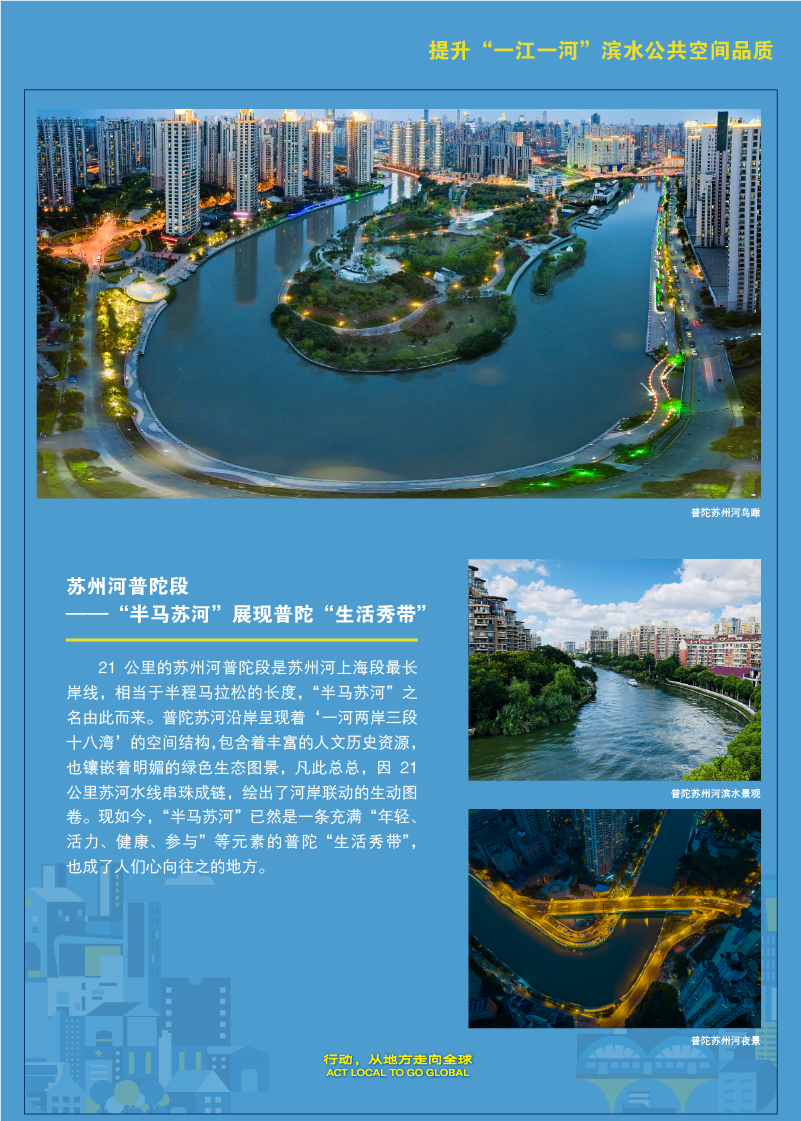 提升“一江一河”滨水公共空间品质
普陀苏州河鸟瞰
苏州河普陀段
——“半马苏河”展现普陀“生活秀带”
21 公里的苏州河普陀段是苏州河上海段最长
岸线，相当于半程马拉松的长度，“半马苏河”之
名由此而来。普陀苏河沿岸呈现着‘一河两岸三段
十八湾’的空间结构，包含着丰富的人文历史资源，
也镶嵌着明媚的绿色生态图景，凡此总总，因 21
公里苏河水线串珠成链，绘出了河岸联动的生动图
卷。现如今，“半马苏河”已然是一条充满“年轻、
活力、健康、参与”等元素的普陀“生活秀带”，
也成了人们心向往之的地方。
普陀苏州河滨水景观
普陀苏州河夜景
行动，从地方走向全球
ACT LOCAL TO GO GLOBAL